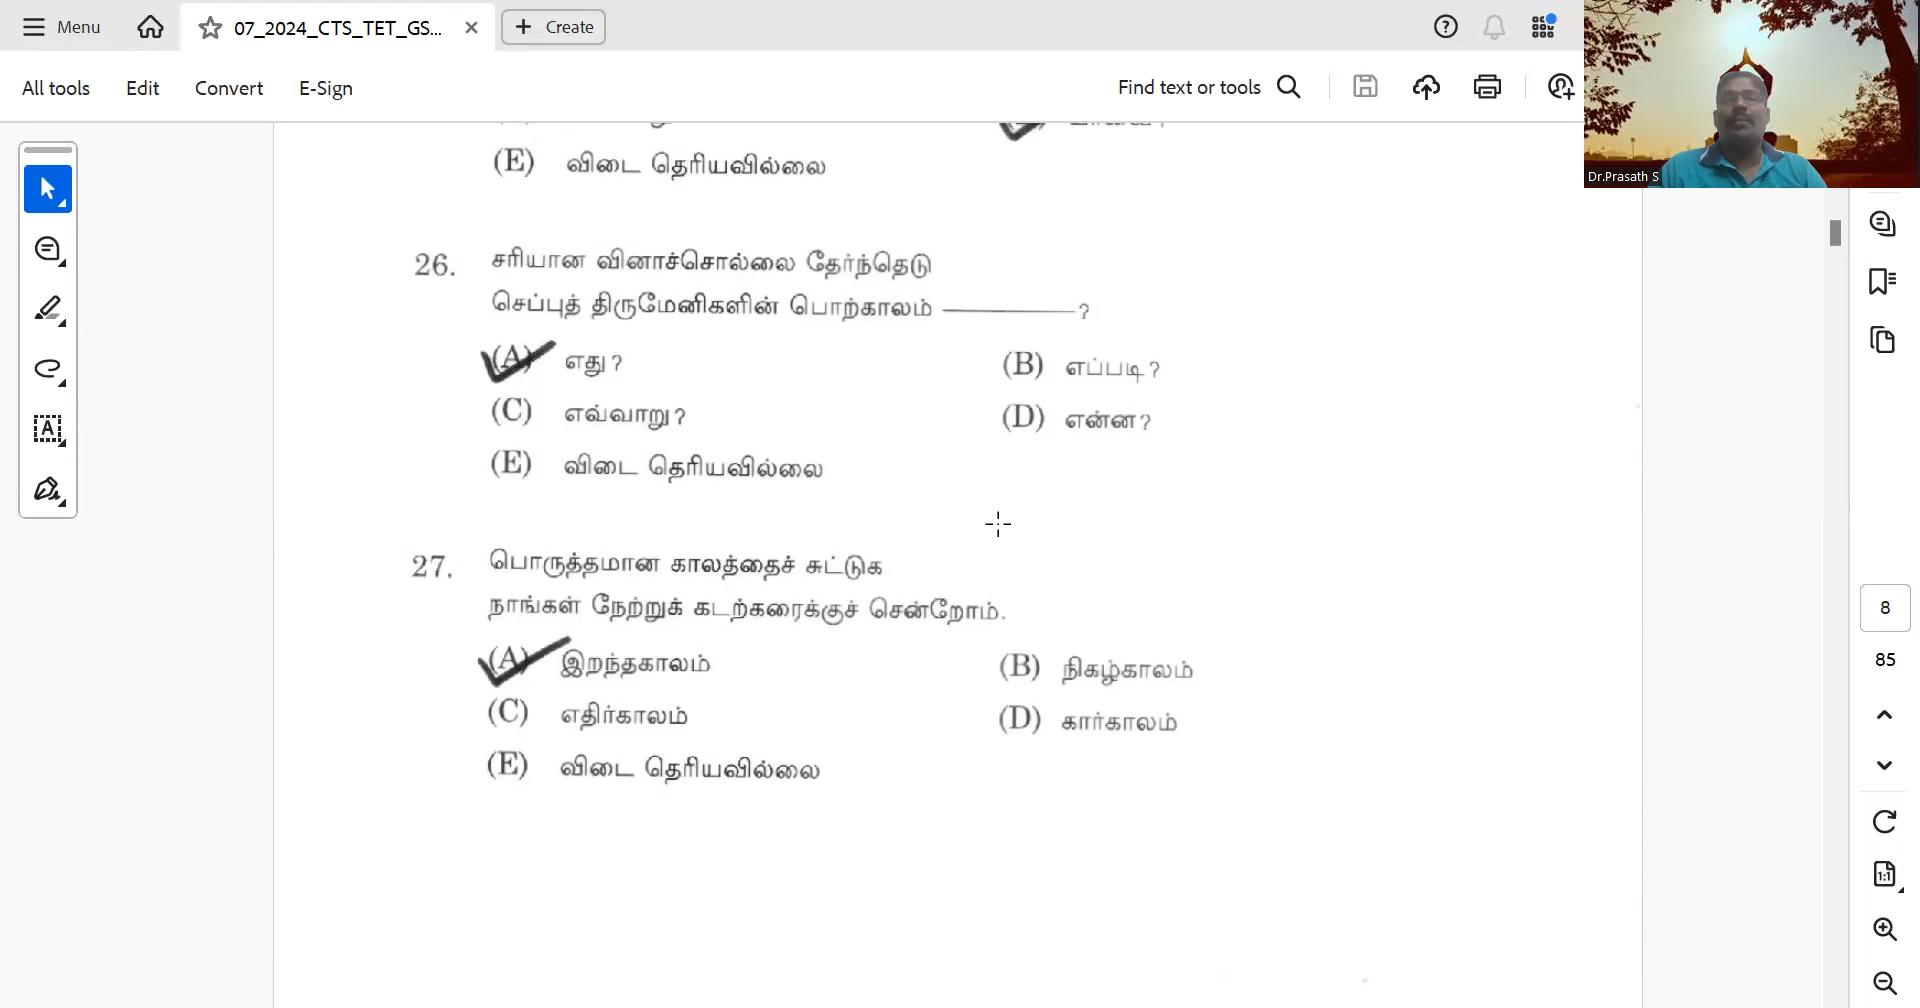 Menu
07_2024_CTS_TET_GS...
Create
All tools
Edit
Convert
E-Sign
Find text or tools
Dr.Prasath S
(E) விடை தெரியவில்லை
26. சரியான வினாச்சொல்லை தேர்ந்தெடு
செப்புத் திருமேனிகளின் பொற்காலம் ————— ?
(A) எது ? (B) எப்படி ?
(C) எவ்வாறு ? (D) என்ன ?
(E) விடை தெரியவில்லை
27. பொருத்தமான காலத்தைச் சுட்டுக
நாங்கள் நேற்றுக் கடற்கரைக்குச் சென்றோம்.
(A) இறந்தகாலம் (B) நிகழ்காலம்
(C) எதிர்காலம் (D) கார்காலம்
(E) விடை தெரியவில்லை
8
85
1:1